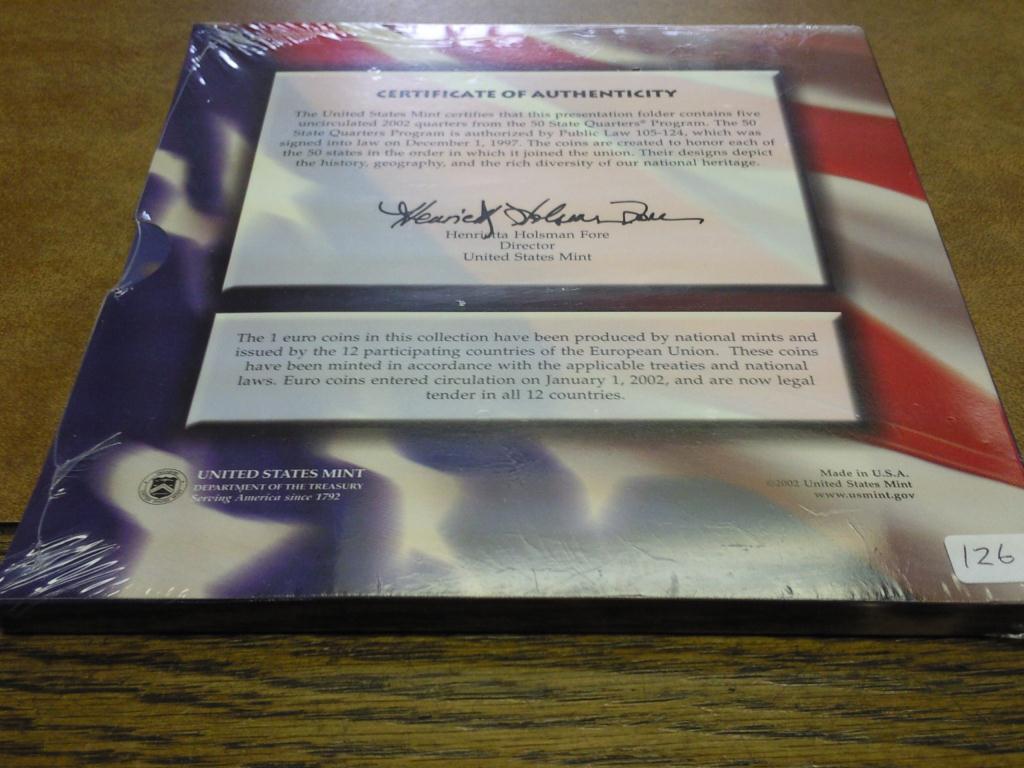 CERTIFICATE OF AUTHENTICITY
The United States Mint certifies that this presentation folder contains five
uncirculated 2002 quarters from the 50 State Quarters® Program. The 50
State Quarters Program is authorized by Public Law 105-124, which was
signed into law on December 1, 1997. The coins are created to honor each of
the 50 states in the order in which it joined the union. Their designs depict
the history, geography, and the rich diversity of our national heritage.
Henrietta Holsman Fore
Henrietta Holsman Fore
Director
United States Mint
The 1 euro coins in this collection have been produced by national mints and
issued by the 12 participating countries of the European Union. These coins
have been minted in accordance with the applicable treaties and national
laws. Euro coins entered circulation on January 1, 2002, and are now legal
tender in all 12 countries.
UNITED STATES MINT
DEPARTMENT OF THE TREASURY
Serving America since 1792
Made in U.S.A.
©2002 United States Mint
www.usmint.gov
126